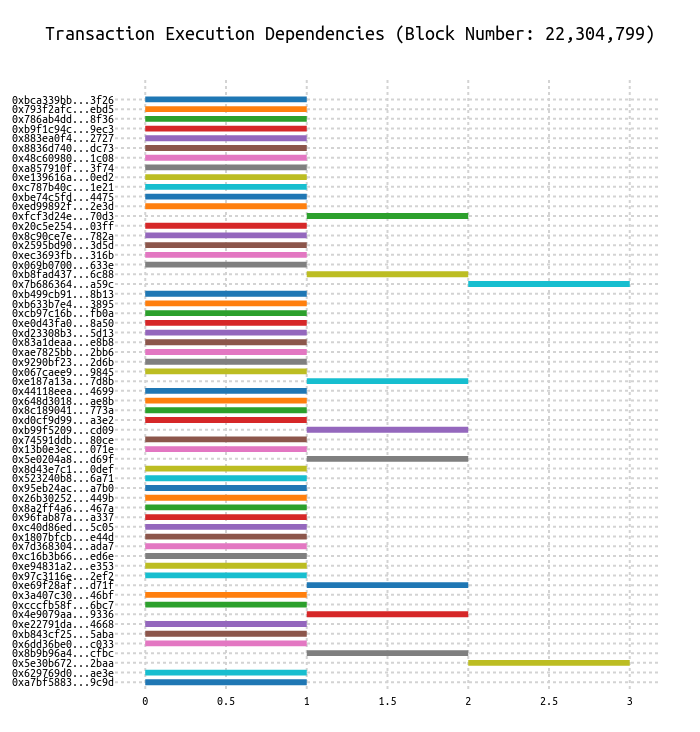 Transaction Execution Dependencies (Block Number: 22,304,799)
0xbca339bb...3f26
0x793f2afc...ebd5
0x786ab4dd...8f36
0xb9f1c94c...9ec3
0x883ea0f4...2727
0x8836d740...dc73
0x48c60980...1c08
0xa857910f...3f74
0xe139616a...0ed2
0xc787b40c...1e21
0xbe74c5fd...4475
0xed99892f...2e3d
0xfcf3d24e...70d3
0x20c5e254...03ff
0x8c90ce7e...782a
0x2595bd90...3d5d
0xec3693fb...316b
0x069b0700...633e
0xb8fad437...6c88
0x7b686364...a59c
0xb499cb91...8b13
0xb633b7e4...3895
0xcb97c16b...fb0a
0xe0d43fa0...8a50
0xd23308b3...5d13
0x83a1deaa...e8b8
0xae7825bb...2bb6
0x9290bf23...2d6b
0x067caee9...9845
0xe187a13a...7d8b
0x44118eea...4699
0x648d3018...ae8b
0x8c189041...773a
0xd0cf9d99...a3e2
0xb99f5209...cd09
0x74591ddb...80ce
0x13b0e3ec...071e
0x5e0204a8...d69f
0x8d43e7c1...0def
0x523240b8...6a71
0x95eb24ac...a7b0
0x26b30252...449b
0x8a2ff4a6...467a
0x96fab87a...a337
0xc40d86ed...5c05
0x1807bfcb...e44d
0x7d368304...ada7
0xc16b3b66...ed6e
0xe94831a2...e353
0x97c3116e...2ef2
0xe69f28af...d71f
0x3a407c30...46bf
0xcccfb58f...6bc7
0x4e9079aa...9336
0xe22791da...4668
0xb843cf25...5aba
0x6dd36be0...c033
0x8b9b96a4...cfbc
0x5e30b672...2baa
0x629769d0...ae3e
0xa7bf5883...9c9d
0 0.5 1 1.5 2 2.5 3